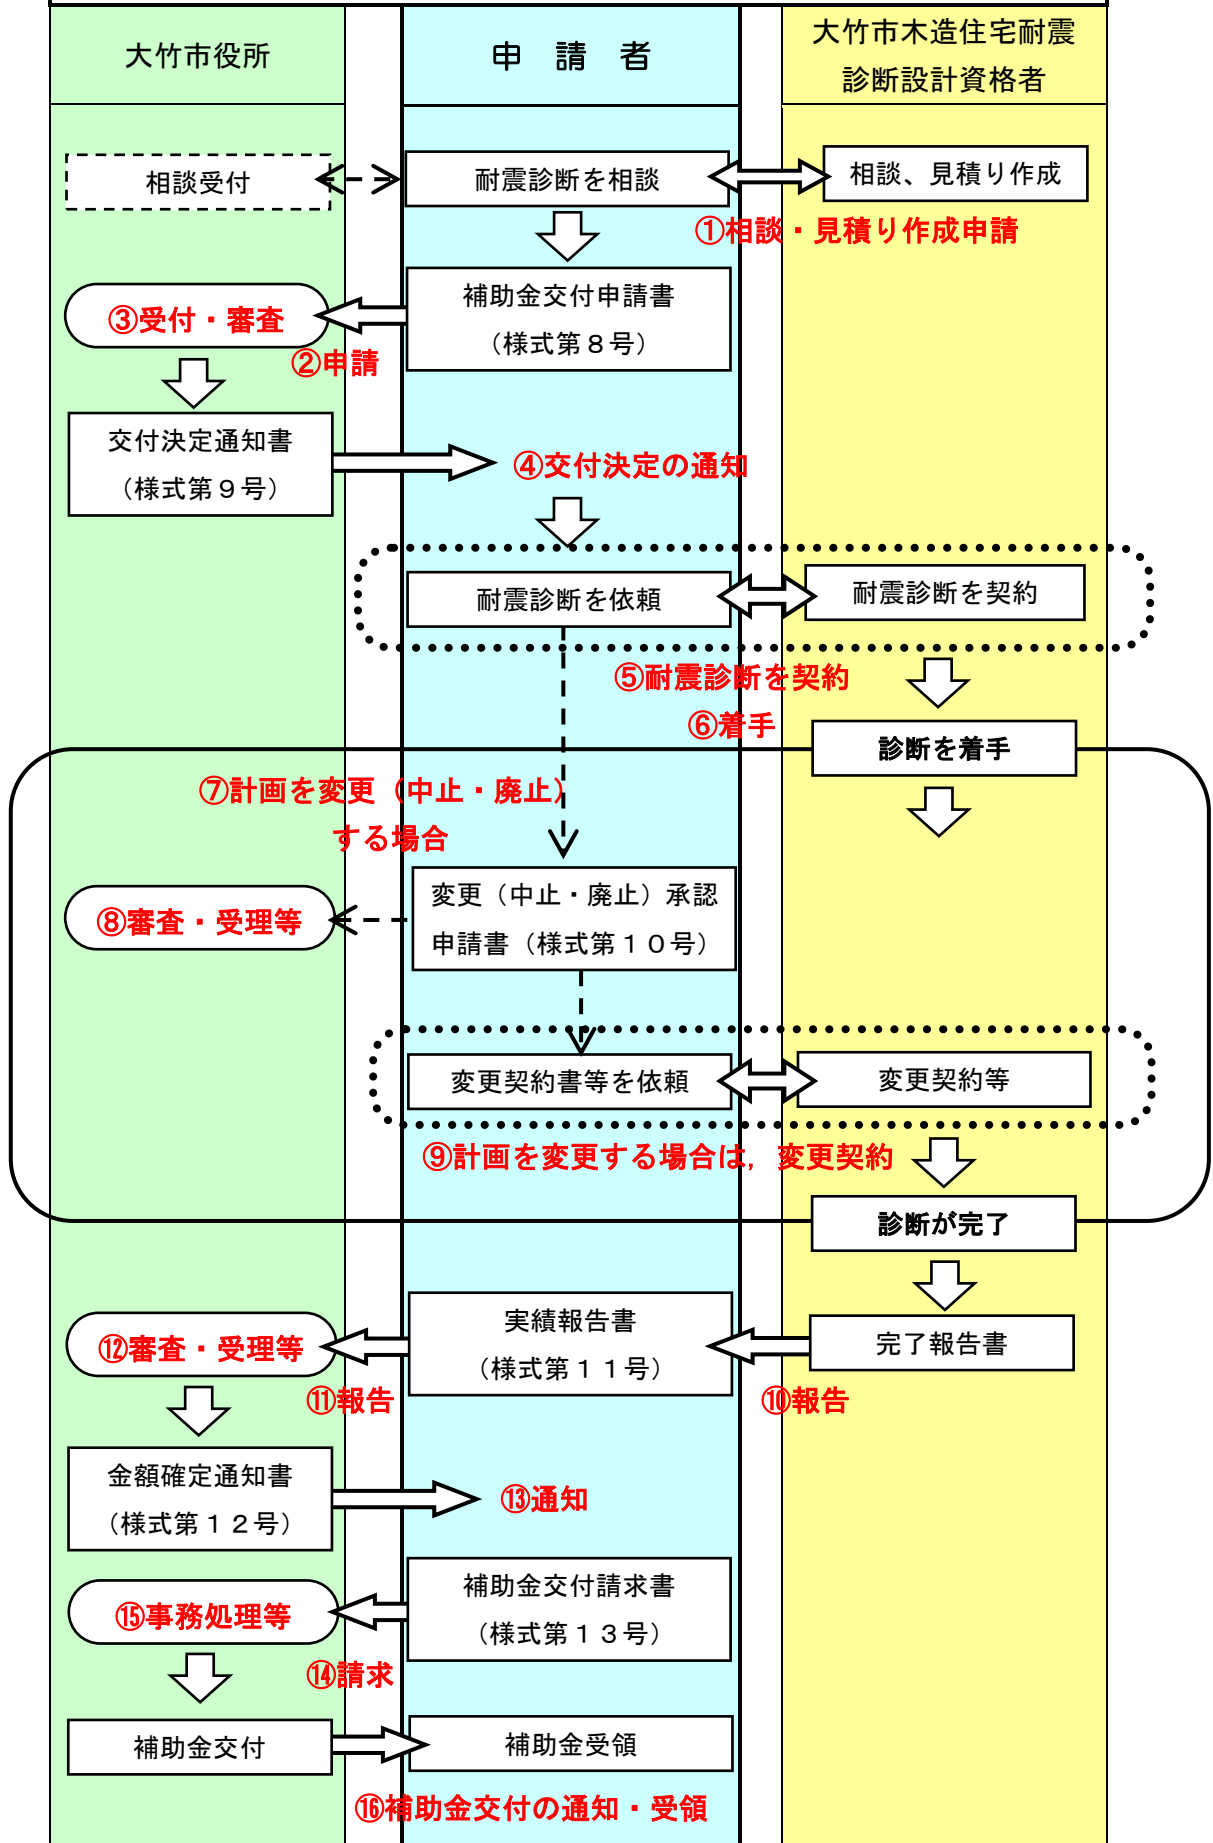 大竹市役所
申　請　者
大竹市木造住宅耐震
診断設計資格者
相談受付
耐震診断を相談
相談、見積り作成
①相談・見積り作成申請
補助金交付申請書
（様式第８号）
③受付・審査
②申請
交付決定通知書
（様式第９号）
④交付決定の通知
耐震診断を依頼
耐震診断を契約
⑤耐震診断を契約
⑥着手
診断を着手
⑦計画を変更（中止・廃止）
する場合
変更（中止・廃止）承認
申請書（様式第１０号）
⑧審査・受理等
変更契約書等を依頼
変更契約等
⑨計画を変更する場合は，変更契約
診断が完了
実績報告書
（様式第１１号）
⑫審査・受理等
完了報告書
⑪報告
⑩報告
金額確定通知書
（様式第１２号）
⑬通知
補助金交付請求書
（様式第１３号）
⑮事務処理等
⑭請求
補助金交付
補助金受領
⑯補助金交付の通知・受領